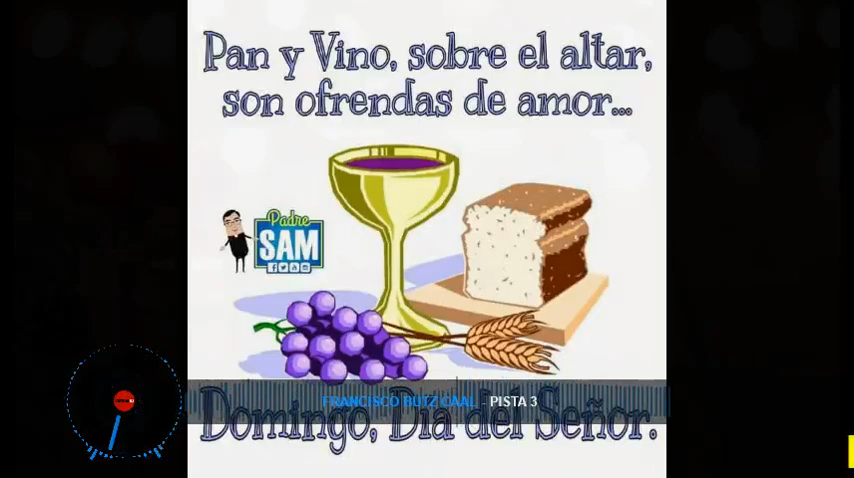 Pan y Vino, sobre el altar,
son ofrendas de amor...
Padre
SAM
FRANCISCO BUTZ CAAL - PISTA 3
Domingo, Día del Señor.